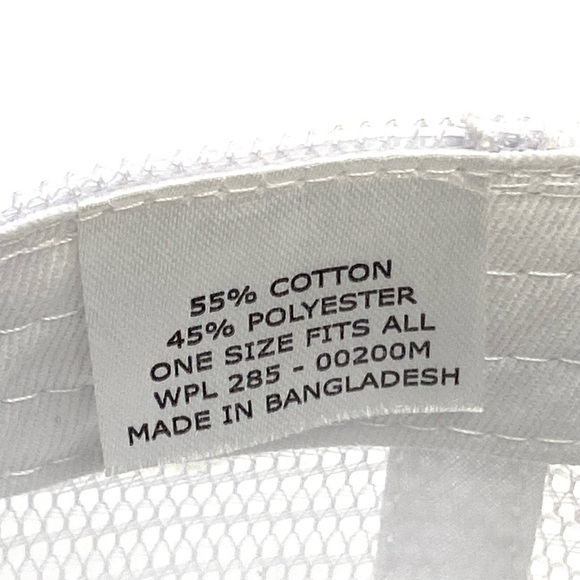 55% COTTON
45% POLYESTER
ONE SIZE FITS ALL
WPL 285 - 00200M
MADE IN BANGLADESH